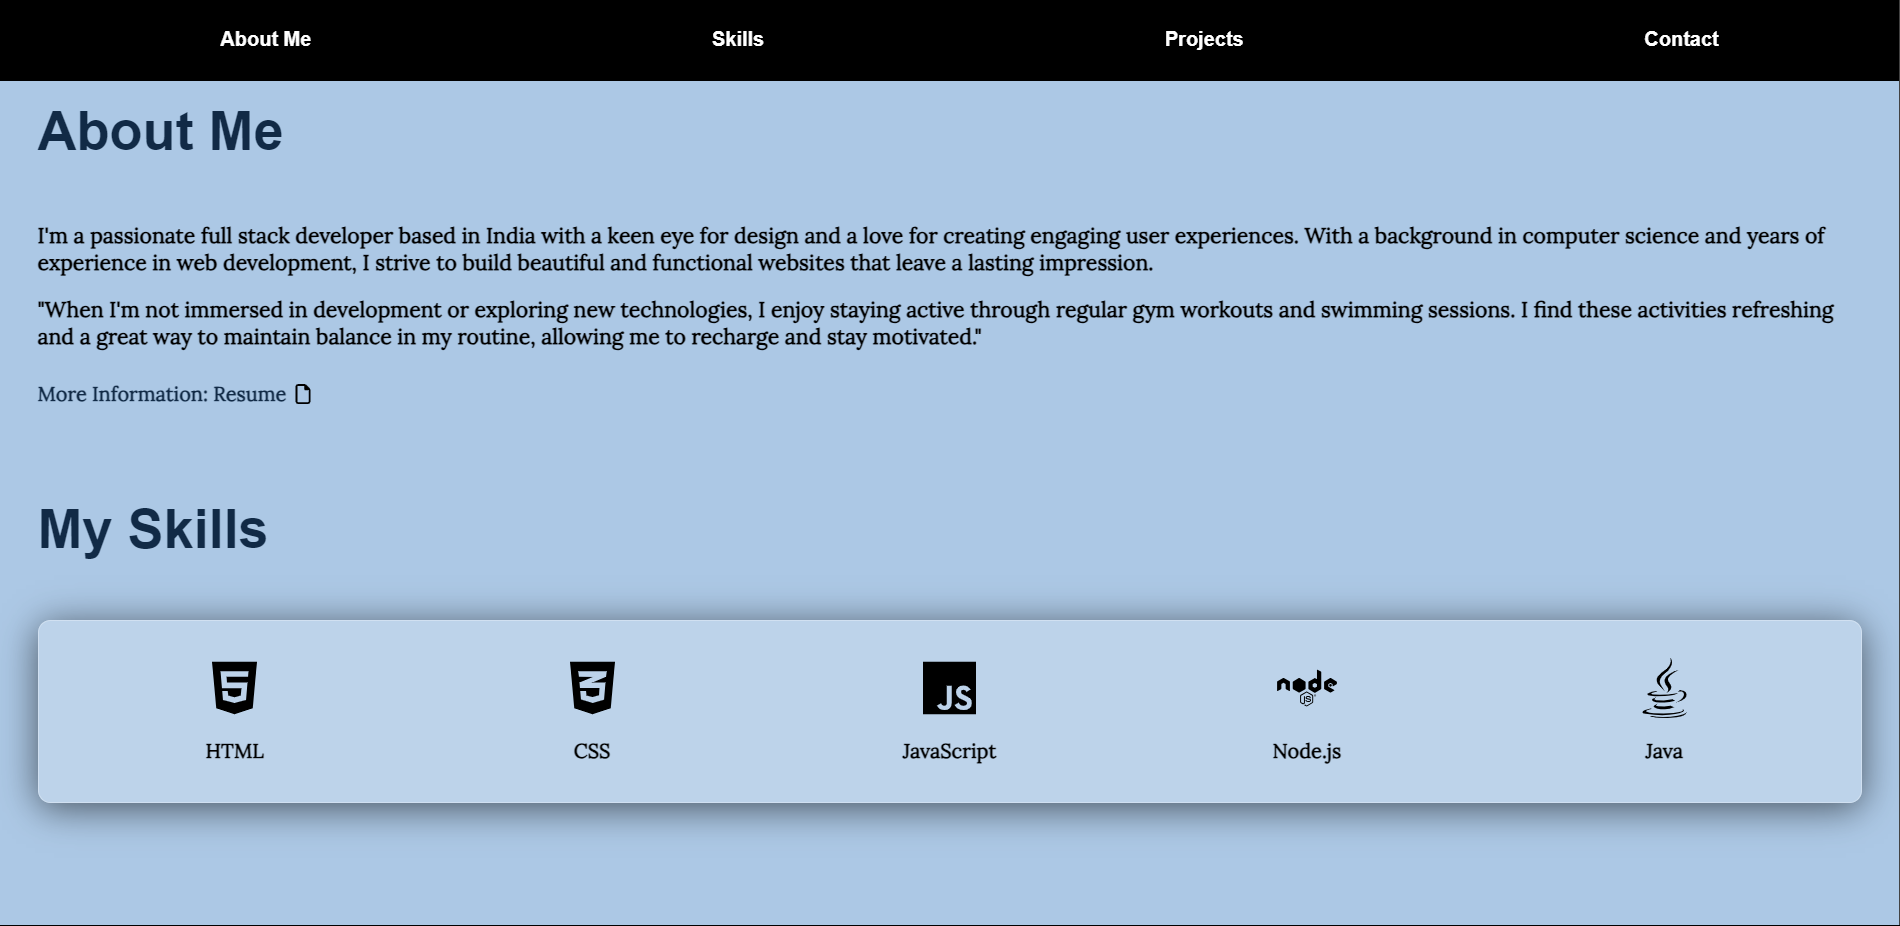 About Me Skills Projects Contact
About Me
I'm a passionate full stack developer based in India with a keen eye for design and a love for creating engaging user experiences. With a background in computer science and years of
experience in web development, I strive to build beautiful and functional websites that leave a lasting impression.
"When I'm not immersed in development or exploring new technologies, I enjoy staying active through regular gym workouts and swimming sessions. I find these activities refreshing
and a great way to maintain balance in my routine, allowing me to recharge and stay motivated."
More Information: Resume
My Skills
5 3 JS node JS
HTML CSS JavaScript Node.js Java